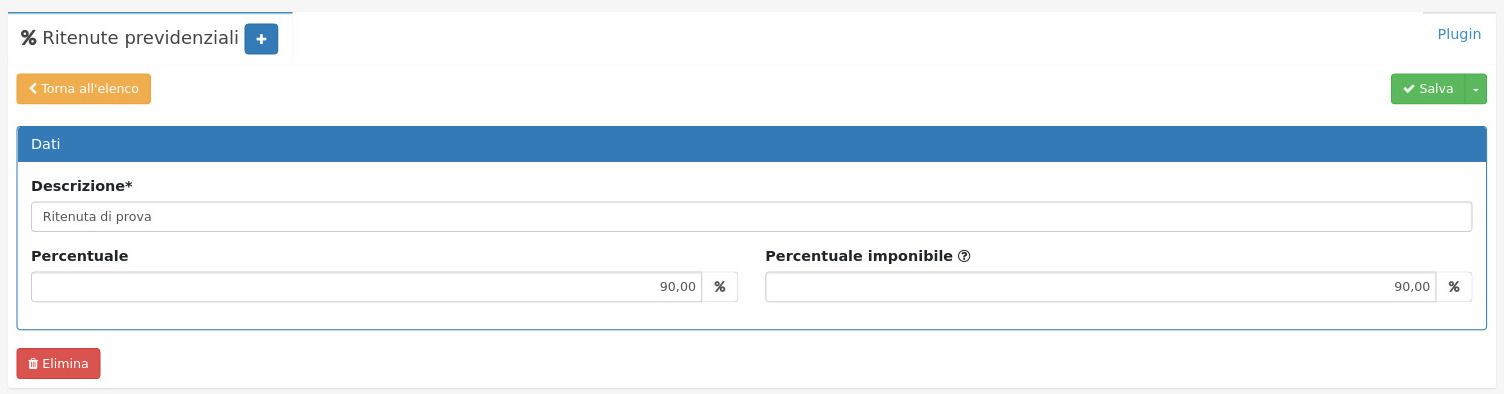 % Ritenute previdenziali +
Plugin
Torna all'elenco
Salva
Dati
Descrizione*
Ritenuta di prova
Percentuale
Percentuale imponibile ?
90,00 %
90,00 %
Elimina